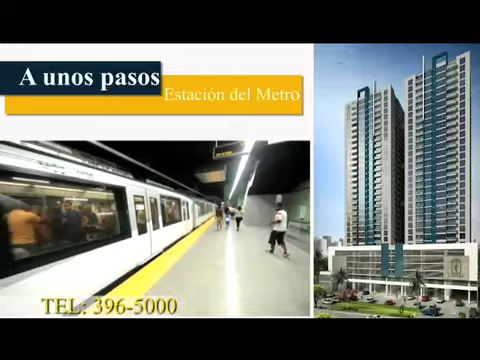 A unos pasos
Estación del Metro
TEL: 396-5000